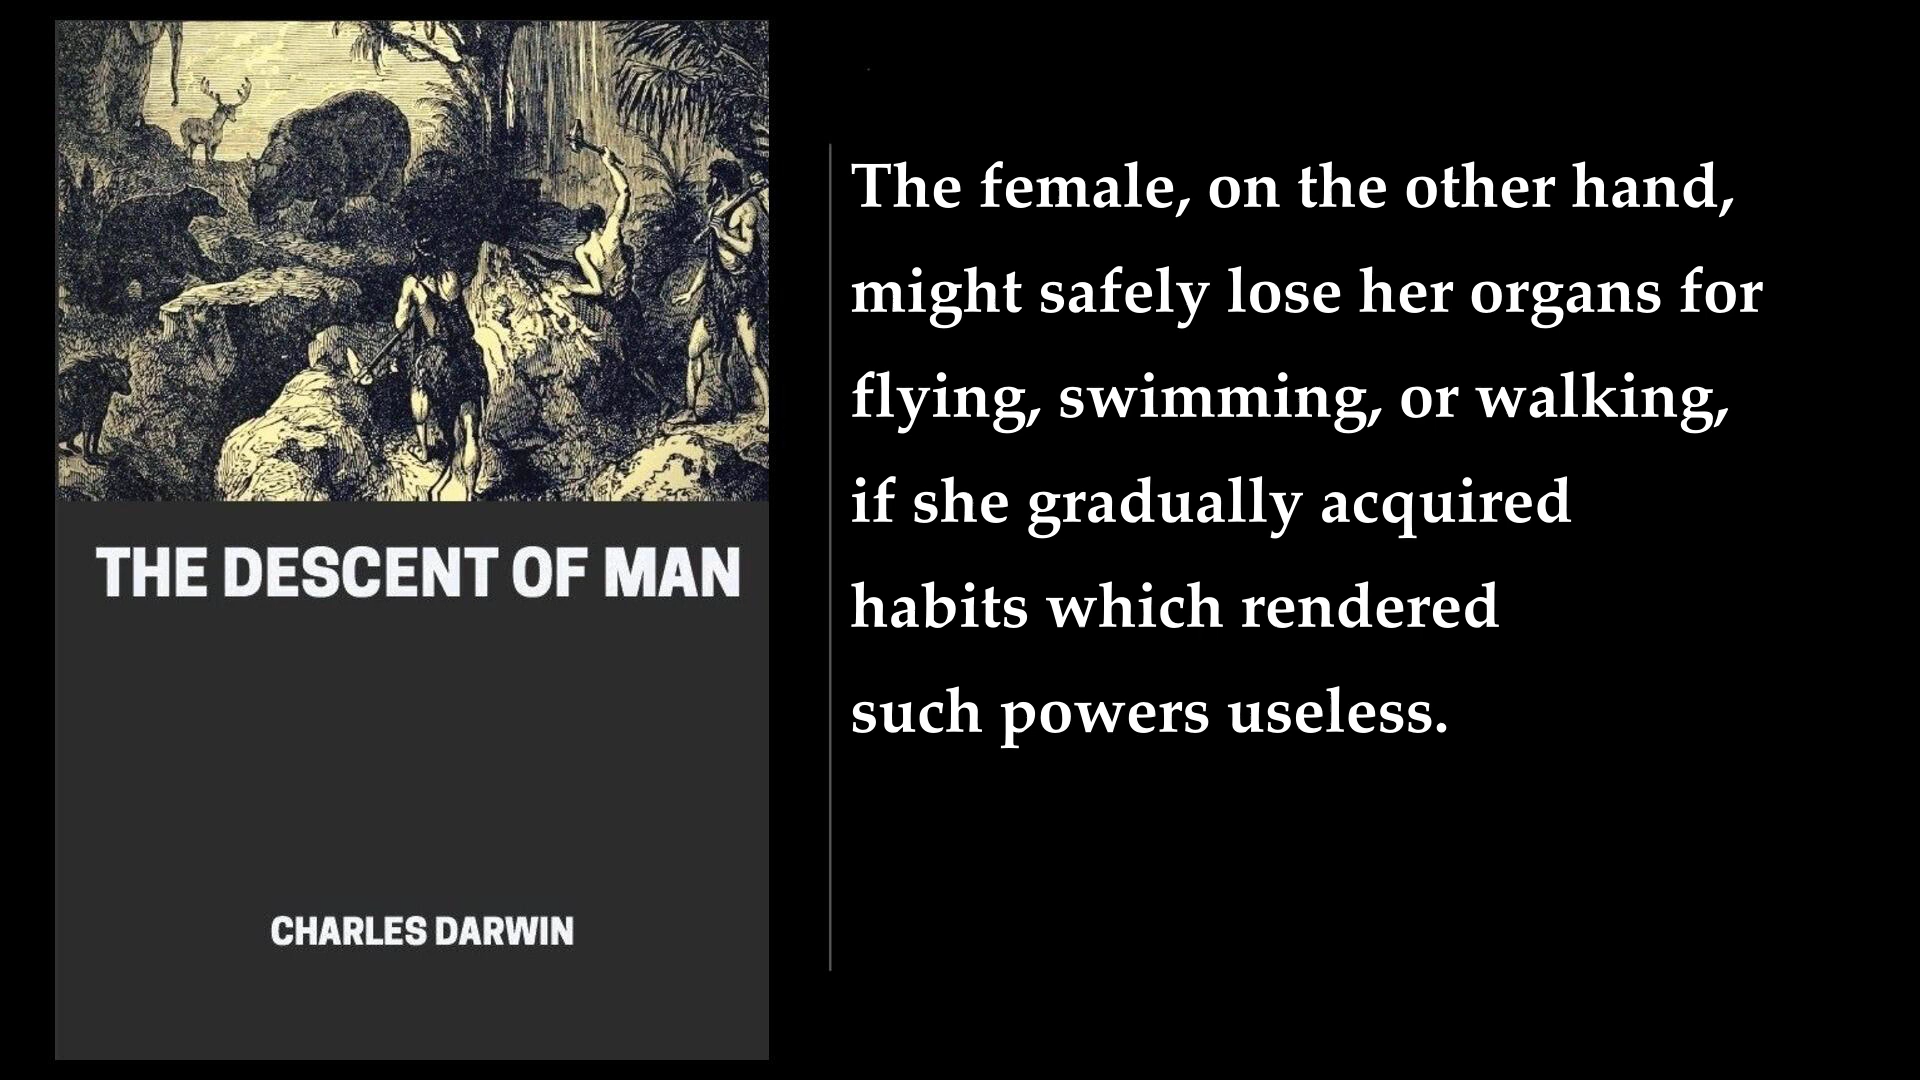 THE DESCENT OF MAN
CHARLES DARWIN
The female, on the other hand,
might safely lose her organs for
flying, swimming, or walking,
if she gradually acquired
habits which rendered
such powers useless.